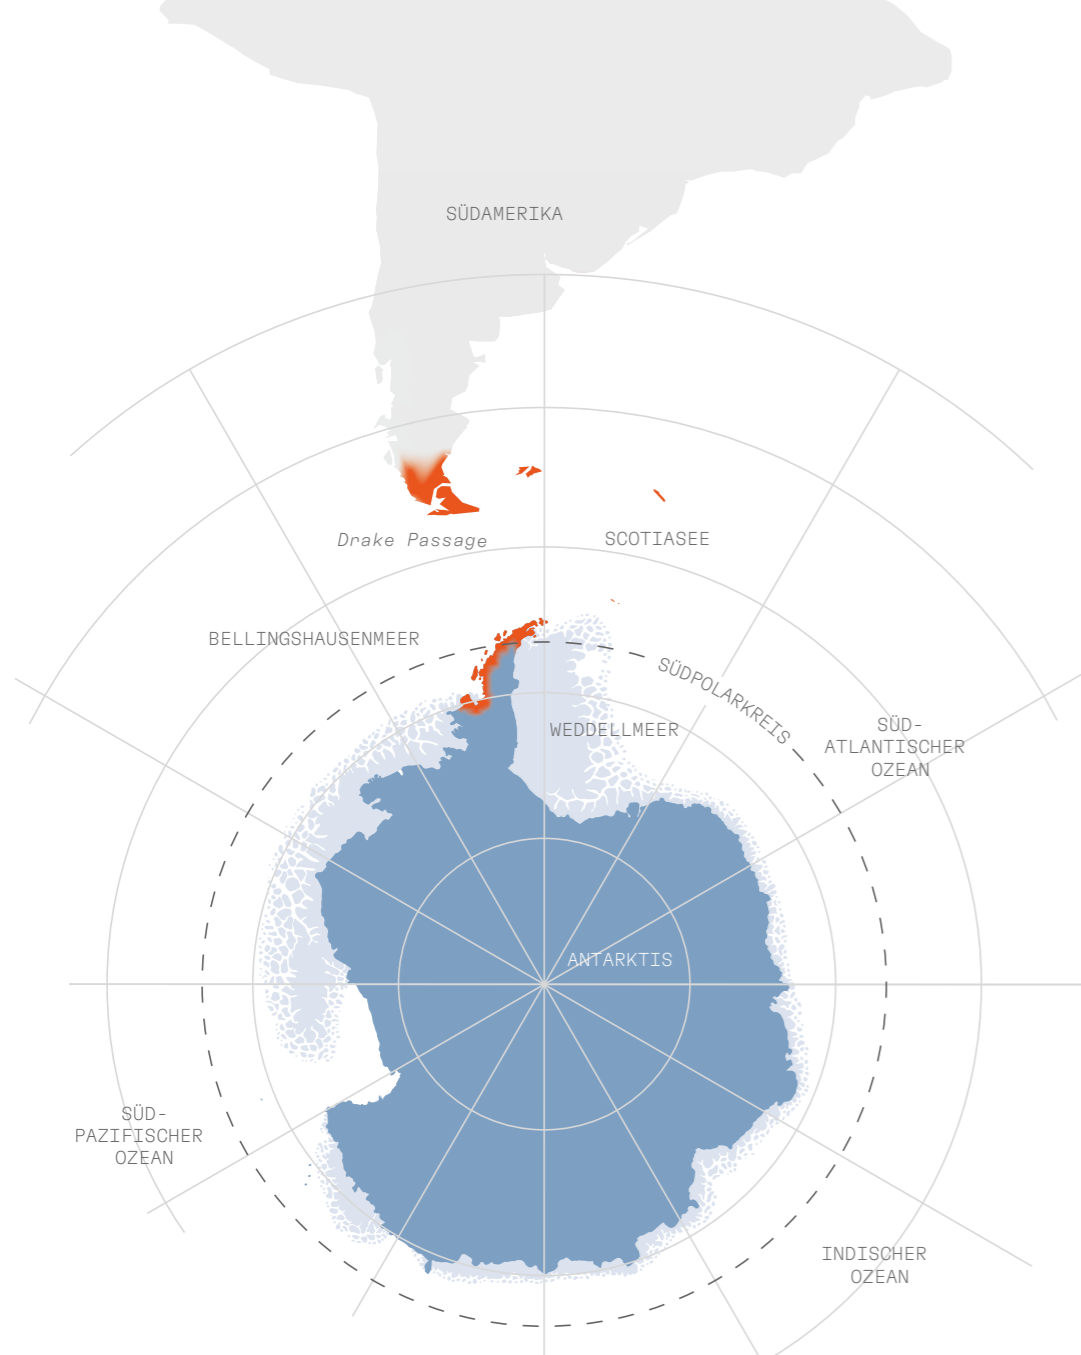 SÜDAMERIKA
Drake Passage
SCOTIASEE
BELLINGSHAUSENMEER
SÜDPOLARKREIS
WEDDELLMEER
SÜD-
ATLANTISCHER
OZEAN
ANTARKTIS
SÜD-
PAZIFISCHER
OZEAN
INDISCHER
OZEAN